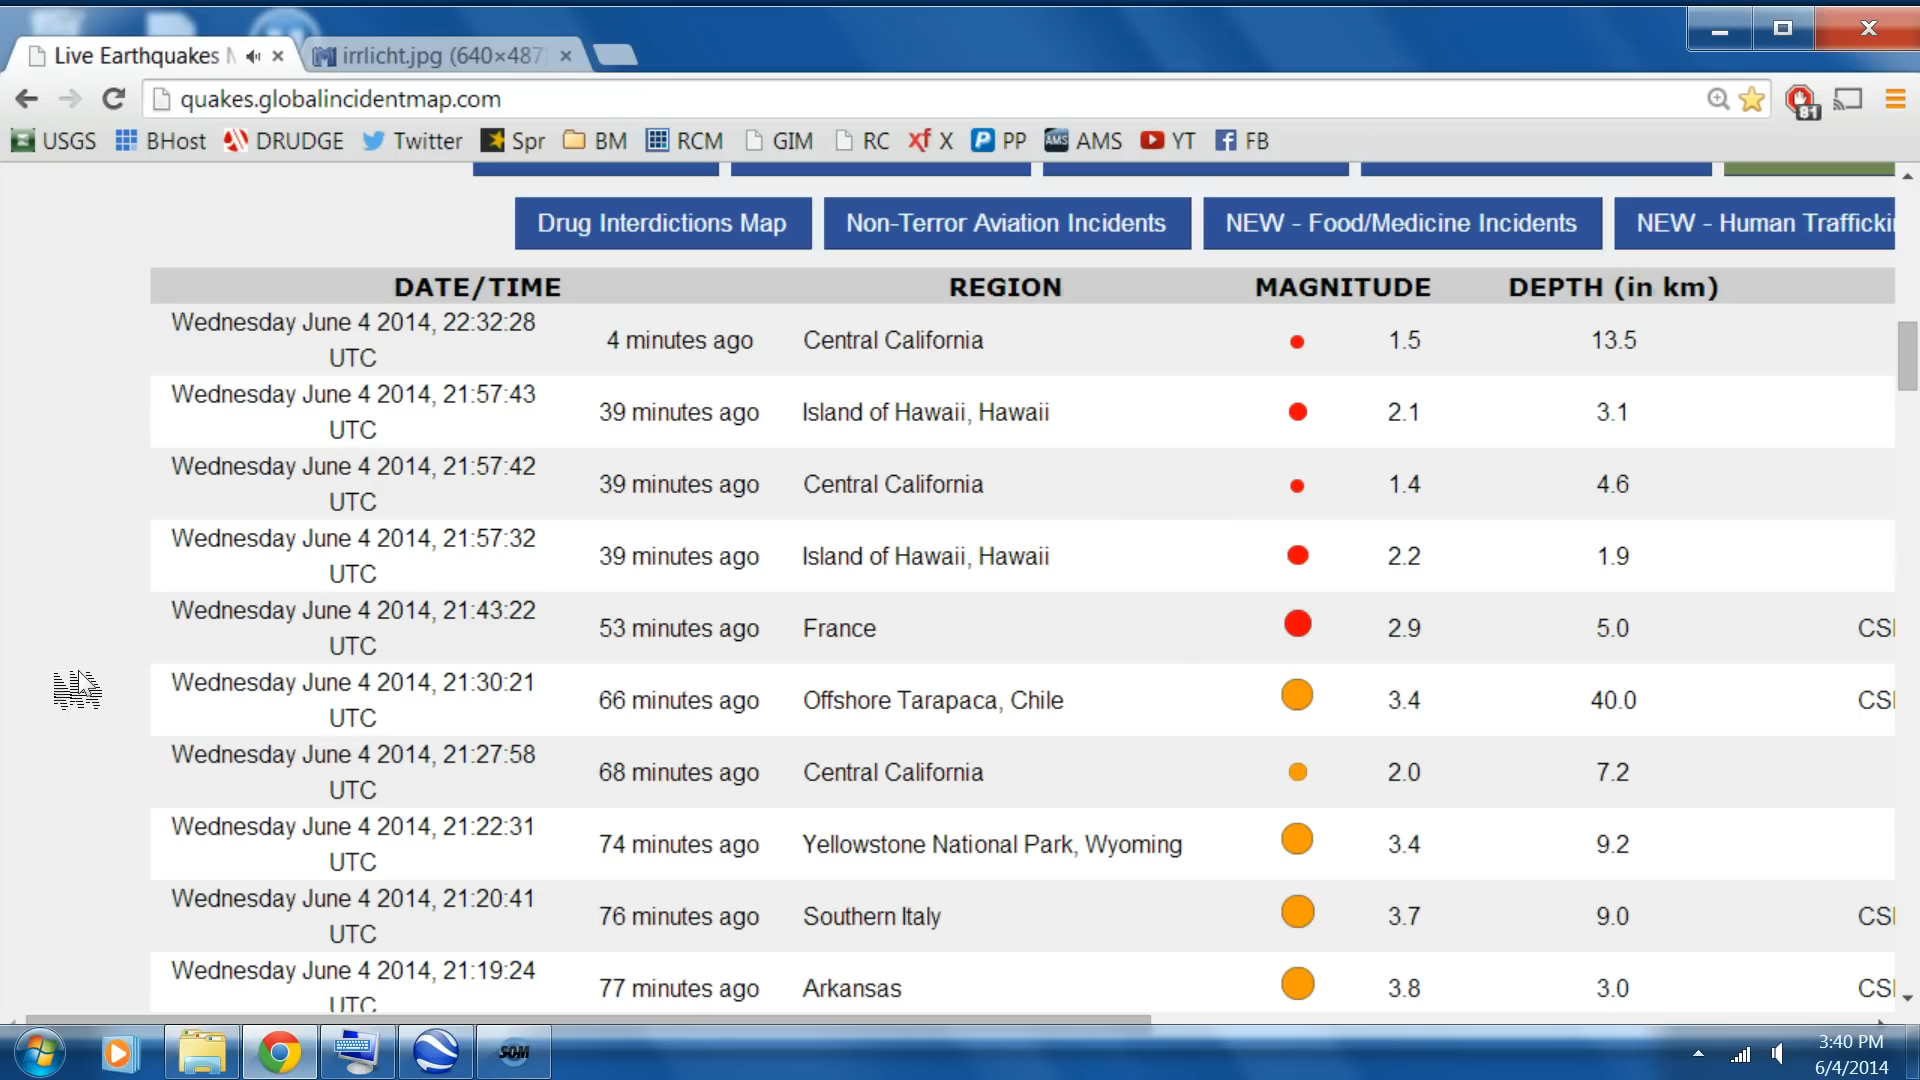 Live Earthquakes
irrlicht.jpg (640×487
quakes.globalincidentmap.com
81
USGS BHost DRUDGE Twitter Spr BM RCM GIM RC X PP AMS YT FB
Drug Interdictions Map Non-Terror Aviation Incidents NEW - Food/Medicine Incidents NEW - Human Trafficki
DATE/TIME REGION MAGNITUDE DEPTH (in km)
Wednesday June 4 2014, 22:32:28 UTC 4 minutes ago Central California 1.5 13.5
Wednesday June 4 2014, 21:57:43 UTC 39 minutes ago Island of Hawaii, Hawaii 2.1 3.1
Wednesday June 4 2014, 21:57:42 UTC 39 minutes ago Central California 1.4 4.6
Wednesday June 4 2014, 21:57:32 UTC 39 minutes ago Island of Hawaii, Hawaii 2.2 1.9
Wednesday June 4 2014, 21:43:22 UTC 53 minutes ago France 2.9 5.0 CS
Wednesday June 4 2014, 21:30:21 UTC 66 minutes ago Offshore Tarapaca, Chile 3.4 40.0 CS
Wednesday June 4 2014, 21:27:58 UTC 68 minutes ago Central California 2.0 7.2
Wednesday June 4 2014, 21:22:31 UTC 74 minutes ago Yellowstone National Park, Wyoming 3.4 9.2
Wednesday June 4 2014, 21:20:41 UTC 76 minutes ago Southern Italy 3.7 9.0 CS
Wednesday June 4 2014, 21:19:24 UTC 77 minutes ago Arkansas 3.8 3.0 CS
SOM
3:40 PM
6/4/2014